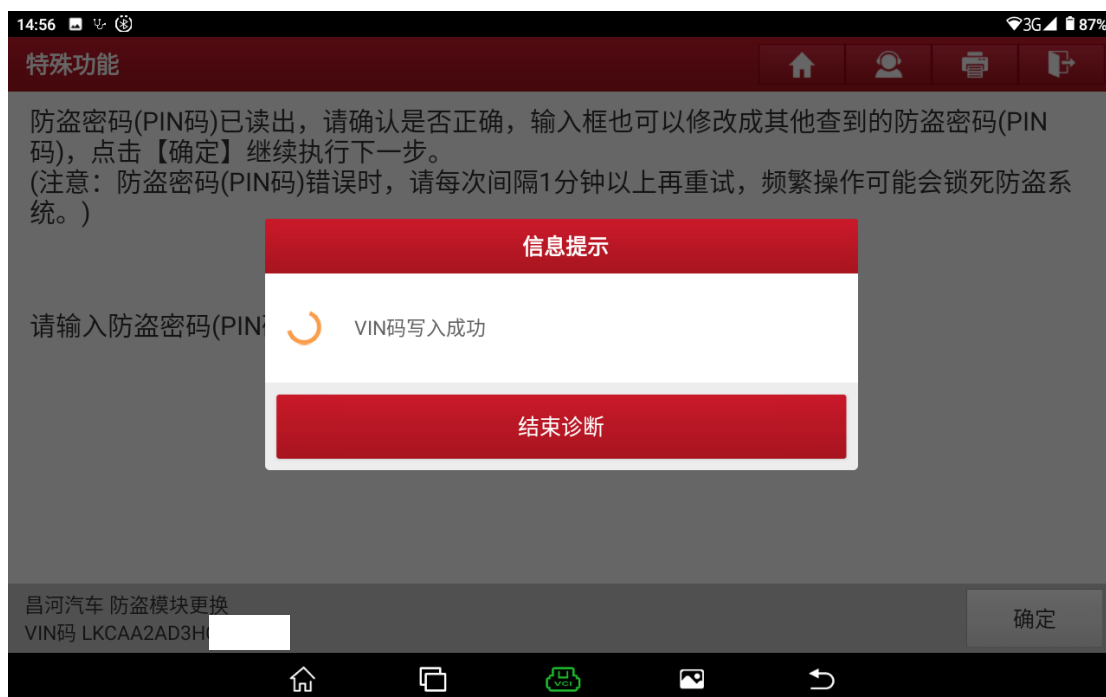 14:56 3G 87%
特殊功能
防盗密码(PIN码)已读出，请确认是否正确，输入框也可以修改成其他查到的防盗密码(PIN
码)，点击【确定】继续执行下一步。
(注意：防盗密码(PIN码)错误时，请每次间隔1分钟以上再重试，频繁操作可能会锁死防盗系
统。)
信息提示
请输入防盗密码(PIN
VIN码写入成功
结束诊断
昌河汽车 防盗模块更换
VIN码 LKCAA2AD3H
确定
VCI